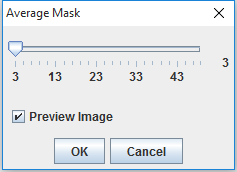 Average Mask
3
3 13 23 33 43
Preview Image
OK Cancel